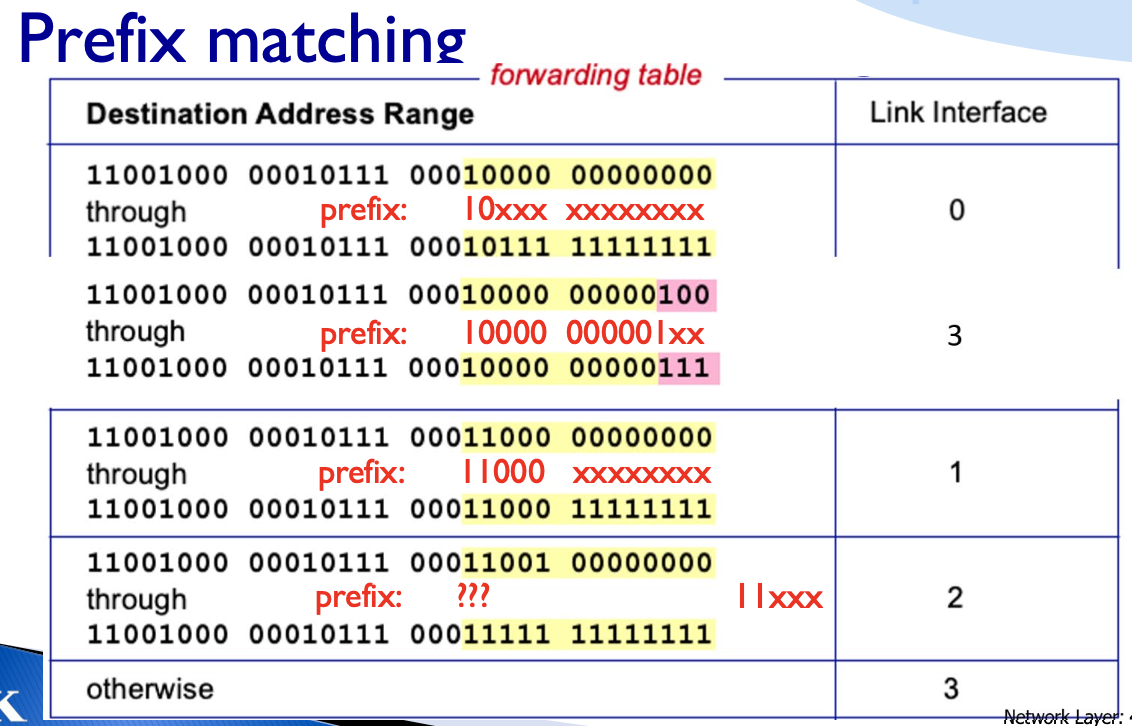 Prefix matching
forwarding table
Destination Address Range Link Interface
11001000 00010111 00010000 00000000
through prefix: 10xxx xxxxxxxx 0
11001000 00010111 00010111 11111111
11001000 00010111 00010000 00000100
through prefix: 10000 000001xx 3
11001000 00010111 00010000 00000111
11001000 00010111 00011000 00000000
through prefix: 11000 xxxxxxxx 1
11001000 00010111 00011000 11111111
11001000 00010111 00011001 00000000
through prefix: ??? 11xxx 2
11001000 00010111 00011111 11111111
otherwise 3
K
Network Layer: